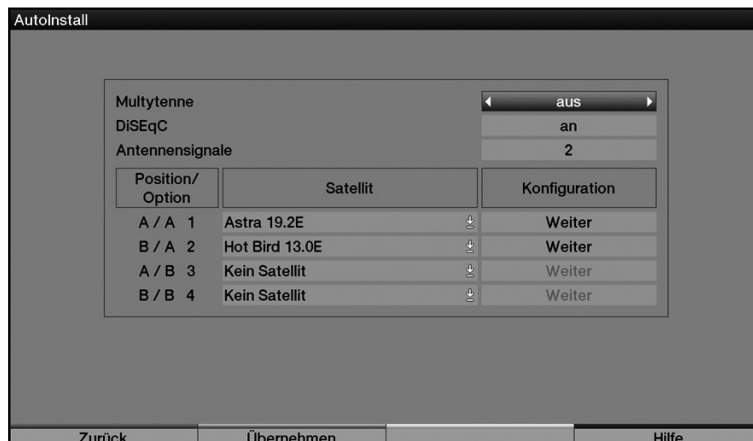 AutoInstall
Multytenne aus
DiSEqC an
Antennensignale 2
Position/ Option Satellit Konfiguration
A / A 1 Astra 19.2E Weiter
B / A 2 Hot Bird 13.0E Weiter
A / B 3 Kein Satellit Weiter
B / B 4 Kein Satellit Weiter
Zurück Übernehmen Hilfe